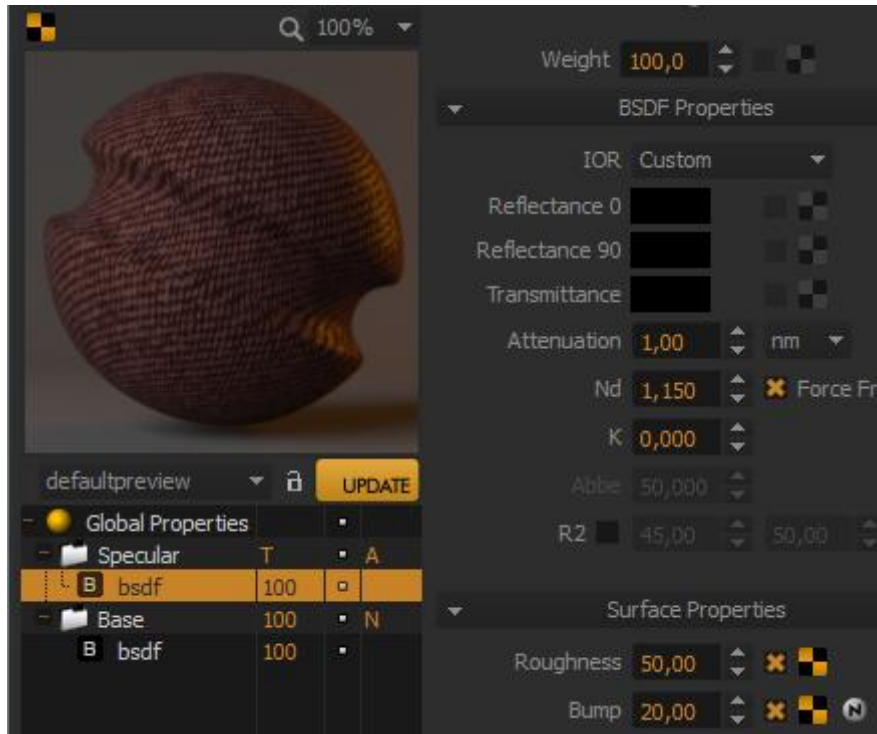 100%
defaultpreview
UPDATE
Global Properties
Specular T A
B bsdf 100
Base 100 N
B bsdf 100
Weight 100,0
BSDF Properties
IOR Custom
Reflectance 0
Reflectance 90
Transmittance
Attenuation 1,00 nm
Nd 1,150 Force Fr
K 0,000
Abbe 50,000
R2 45,00 50,00
Surface Properties
Roughness 50,00
Bump 20,00 N